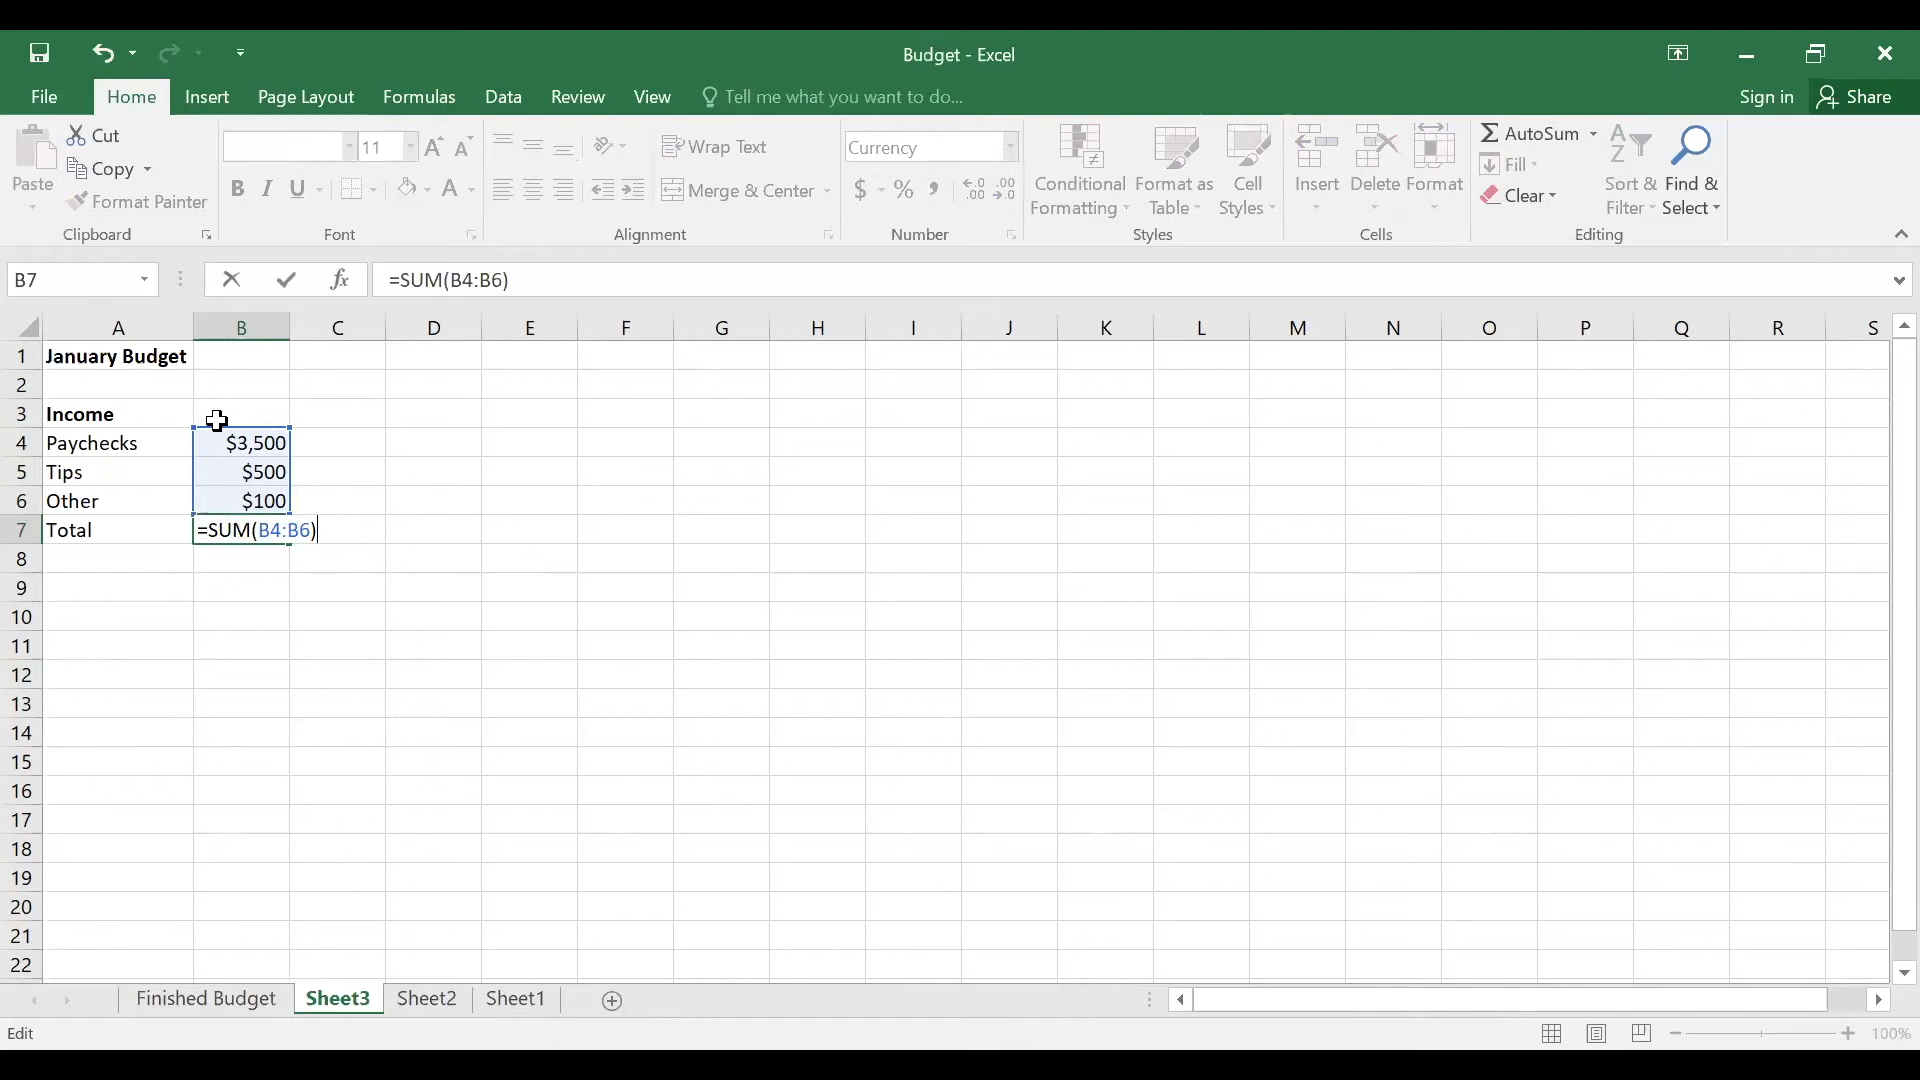 Budget - Excel
File Home Insert Page Layout Formulas Data Review View Tell me what you want to do... Sign in Share
Paste Cut
Copy
Format Painter
Clipboard
11
B I U A
Font
Wrap Text
Merge & Center
Alignment
Currency
$ % ,
Number
Conditional Formatting
Format as Table
Cell Styles
Styles
Insert Delete Format
Cells
AutoSum
Fill
Clear
Sort & Filter
Find & Select
Editing
B7 fx =SUM(B4:B6)
A B C D E F G H I J K L M N O P Q R S
1 January Budget
2
3 Income
4 Paychecks $3,500
5 Tips $500
6 Other $100
7 Total =SUM(B4:B6)
8
9
10
11
12
13
14
15
16
17
18
19
20
21
22
Finished Budget Sheet3 Sheet2 Sheet1
Edit 100%